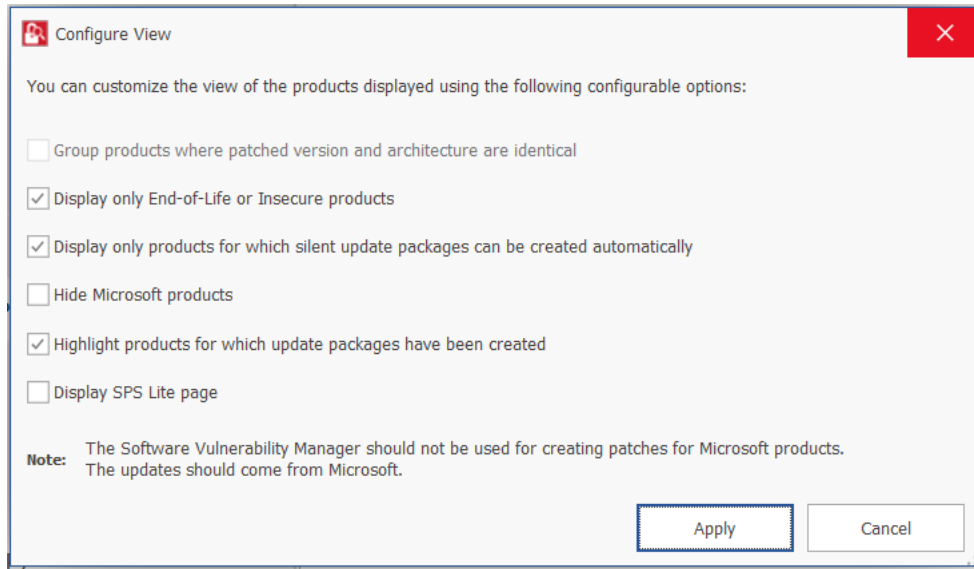 Configure View
You can customize the view of the products displayed using the following configurable options:
Group products where patched version and architecture are identical
Display only End-of-Life or Insecure products
Display only products for which silent update packages can be created automatically
Hide Microsoft products
Highlight products for which update packages have been created
Display SPS Lite page
Note: The Software Vulnerability Manager should not be used for creating patches for Microsoft products.
The updates should come from Microsoft.
Apply Cancel